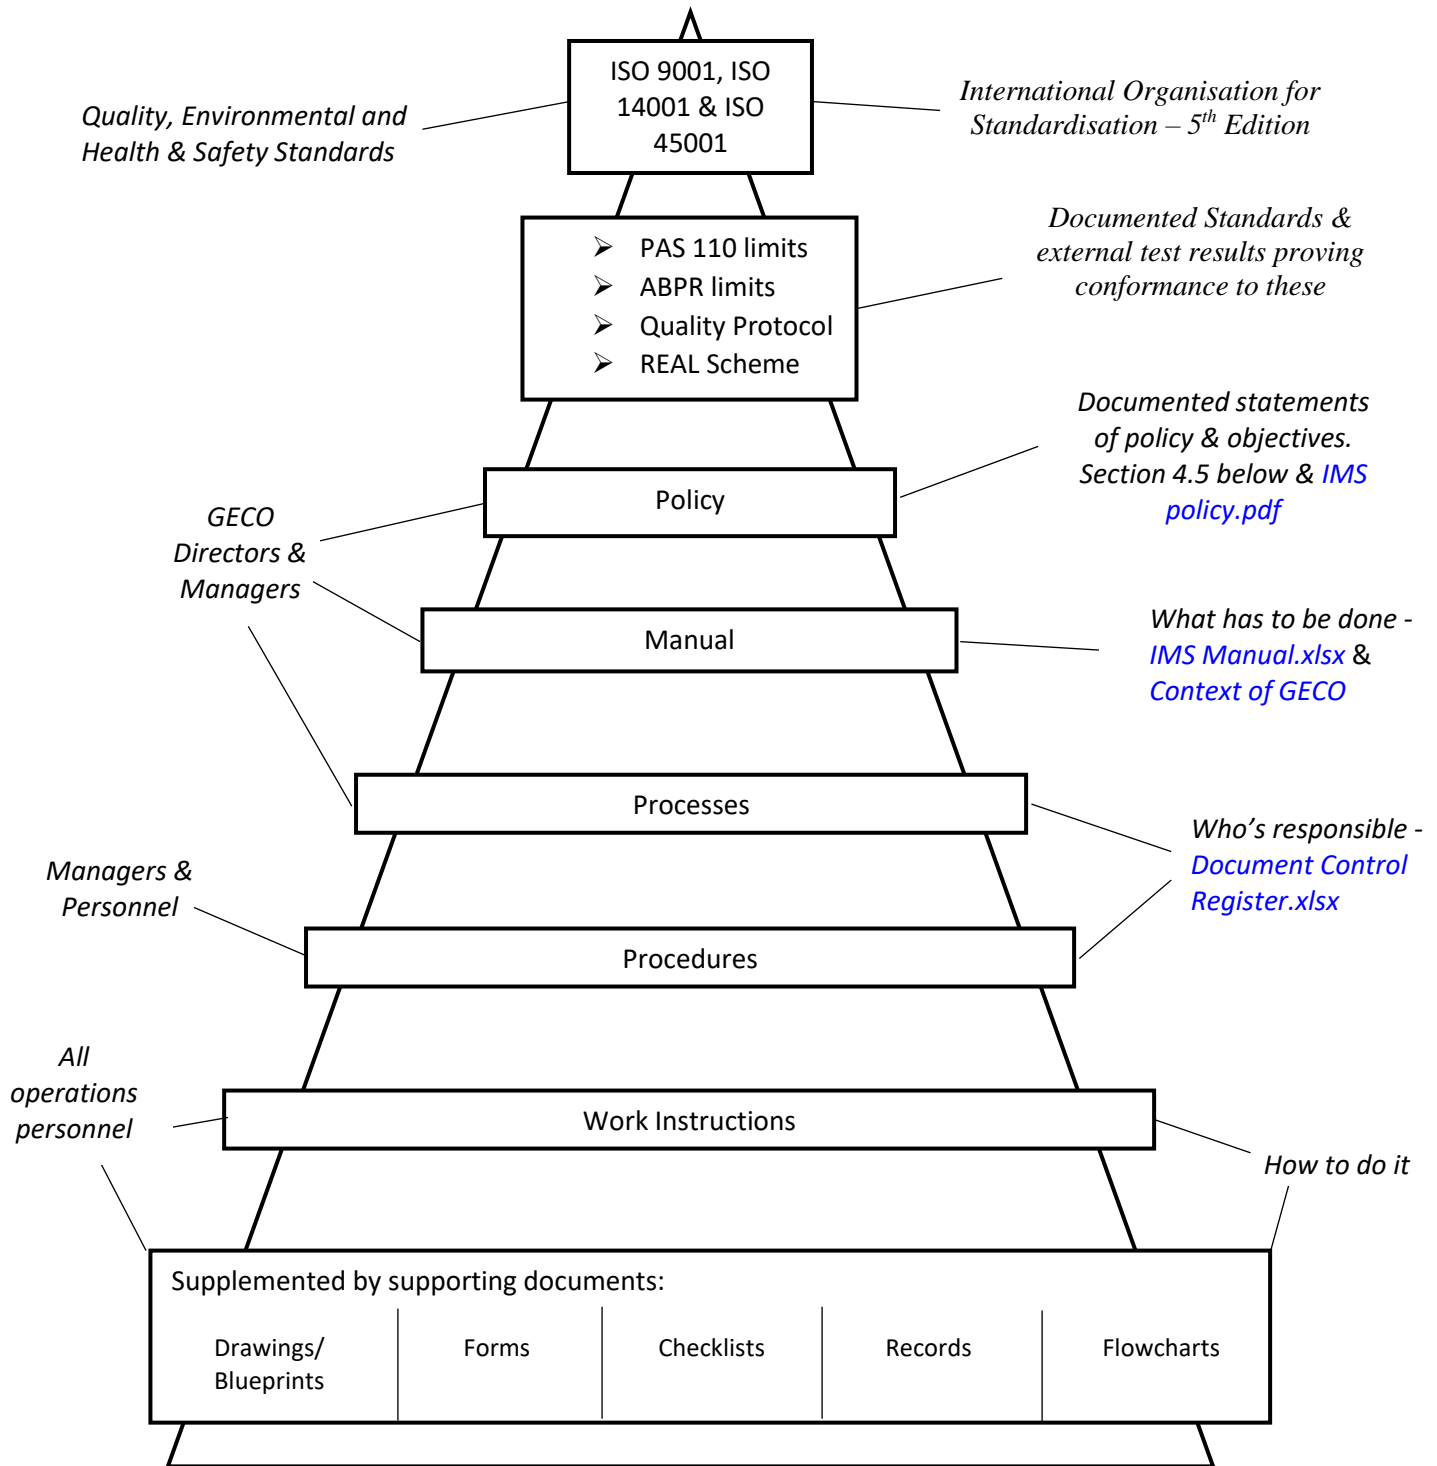 ISO 9001, ISO
14001 & ISO
45001
Quality, Environmental and
Health & Safety Standards
International Organisation for
Standardisation – 5th Edition
➢ PAS 110 limits
➢ ABPR limits
➢ Quality Protocol
➢ REAL Scheme
Documented Standards &
external test results proving
conformance to these
Policy
Documented statements
of policy & objectives.
Section 4.5 below & IMS
policy.pdf
GECO
Directors &
Managers
Manual
What has to be done -
IMS Manual.xlsx &
Context of GECO
Processes
Who’s responsible -
Document Control
Register.xlsx
Managers &
Personnel
Procedures
All
operations
personnel
Work Instructions
How to do it
Supplemented by supporting documents:
Drawings/
Blueprints
Forms
Checklists
Records
Flowcharts